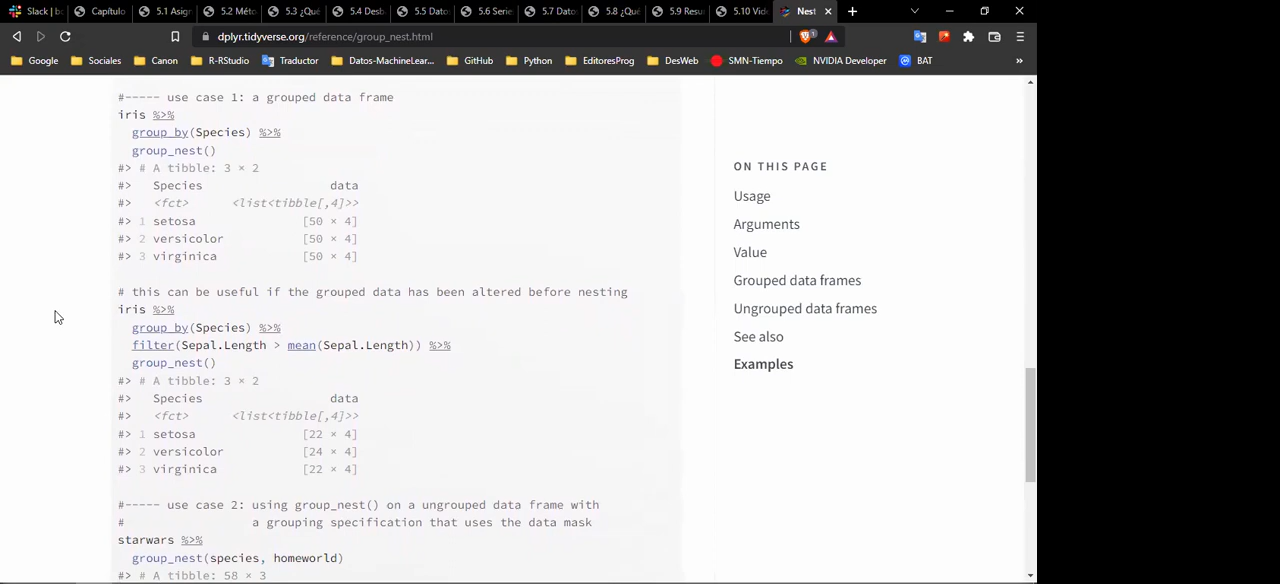 Slack | b
Capítulo
5.1 Asign
5.2 Méto
5.3 ¿Qué
5.4 Desb
5.5 Dato
5.6 Serie
5.7 Dato
5.8 ¿Qu
5.9 Resu
5.10 Vid
Nest
dplyr.tidyverse.org/reference/group_nest.html
Google
Sociales
Canon
R-RStudio
Traductor
Datos-MachineLear...
GitHub
Python
EditoresProg
DesWeb
SMN-Tiempo
NVIDIA Developer
BAT
»
#----- use case 1: a grouped data frame
iris %>%
group_by(Species) %>%
group_nest()
#> # A tibble: 3 × 2
#> Species data
#> <fct> <list<tibble[,4]>>
#> 1 setosa [50 × 4]
#> 2 versicolor [50 × 4]
#> 3 virginica [50 × 4]
# this can be useful if the grouped data has been altered before nesting
iris %>%
group_by(Species) %>%
filter(Sepal.Length > mean(Sepal.Length)) %>%
group_nest()
#> # A tibble: 3 × 2
#> Species data
#> <fct> <list<tibble[,4]>>
#> 1 setosa [22 × 4]
#> 2 versicolor [24 × 4]
#> 3 virginica [22 × 4]
#----- use case 2: using group_nest() on a ungrouped data frame with
# a grouping specification that uses the data mask
starwars %>%
group_nest(species, homeworld)
#> # A tibble: 58 × 3
ON THIS PAGE
Usage
Arguments
Value
Grouped data frames
Ungrouped data frames
See also
Examples